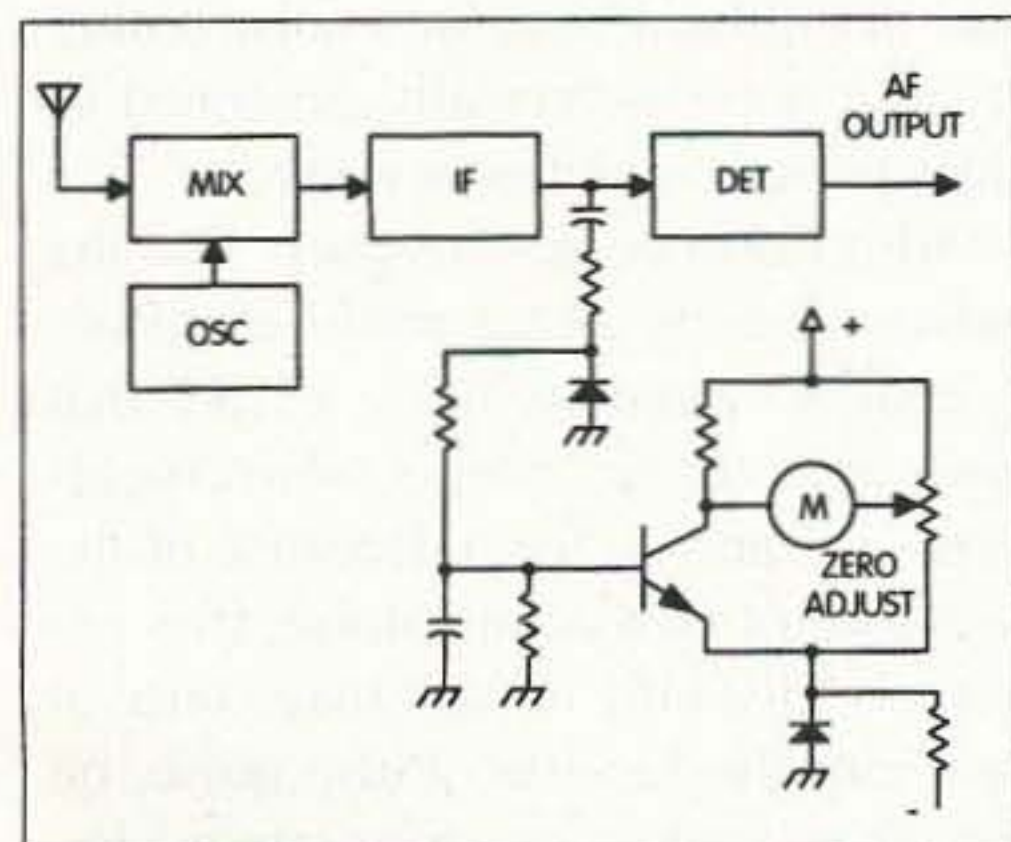 AF
OUTPUT
MIX
IF
DET
OSC
+
M
ZERO
ADJUST
-